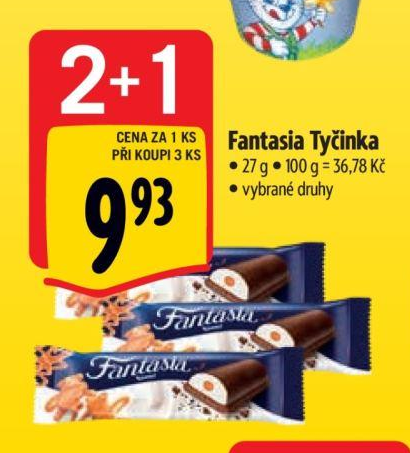 2+1
CENA ZA 1 KS
PŘI KOUPI 3 KS
9 93
Fantasia Tyčinka
• 27 g • 100 g = 36,78 Kč
• vybrané druhy
Fantasia
Fantasia